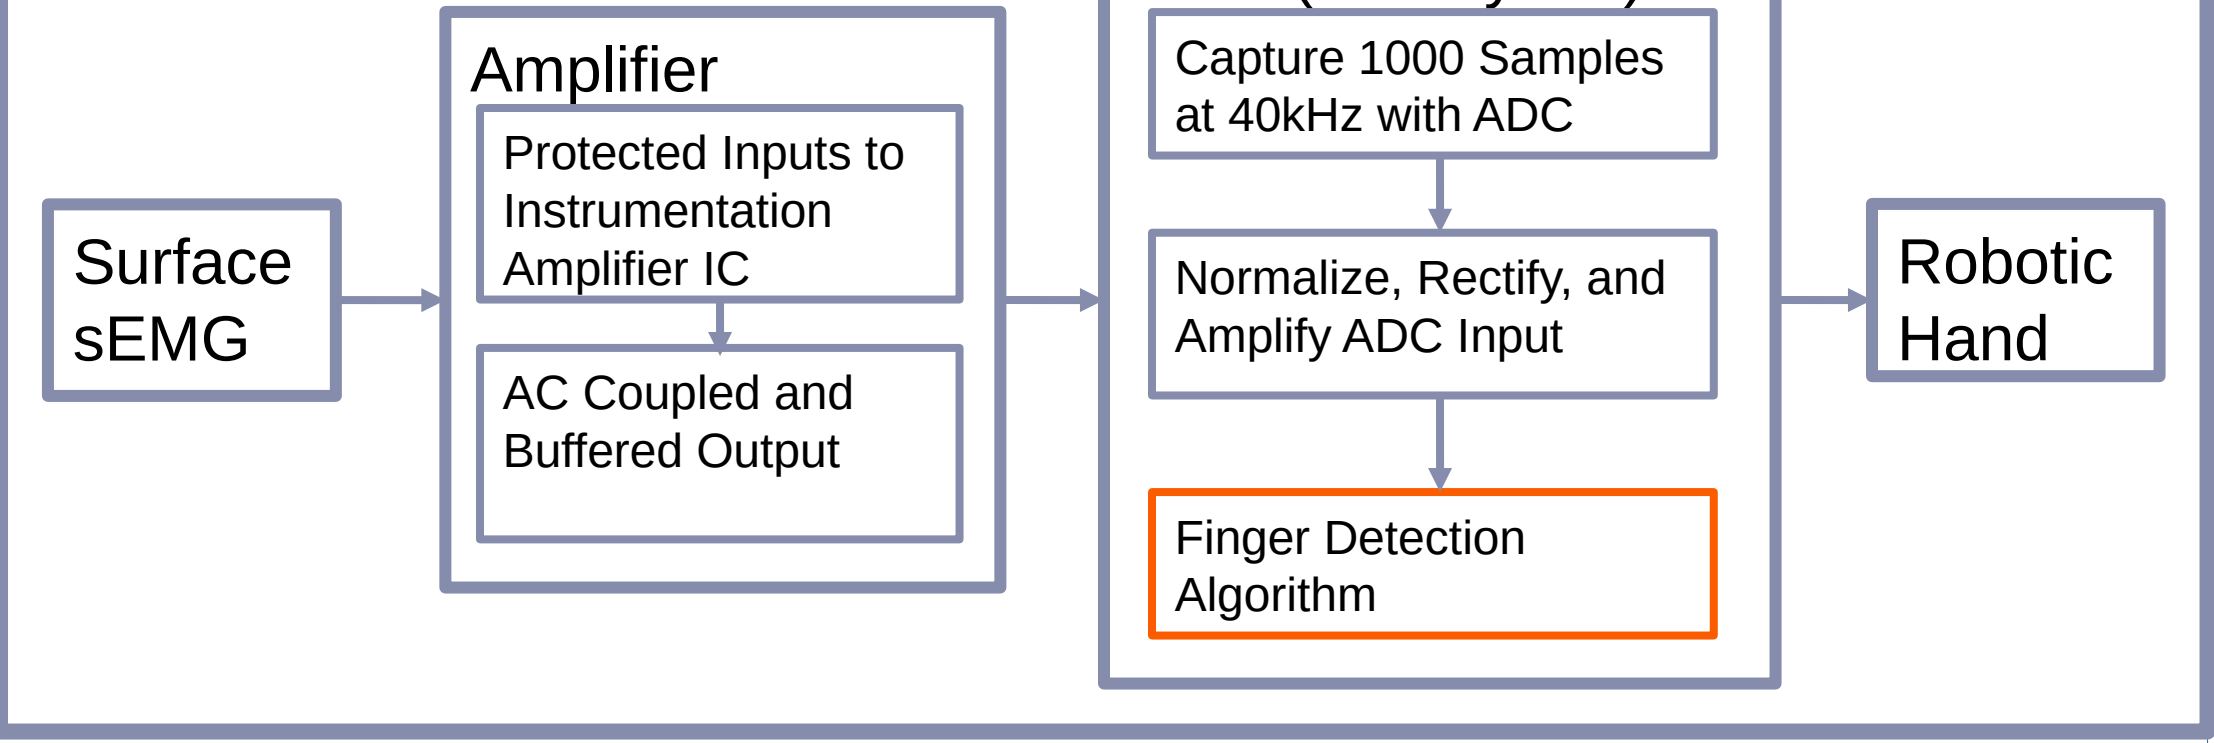 Amplifier
Protected Inputs to
Instrumentation
Amplifier IC
AC Coupled and
Buffered Output
Surface
sEMG
Capture 1000 Samples
at 40kHz with ADC
Normalize, Rectify, and
Amplify ADC Input
Finger Detection
Algorithm
Robotic
Hand